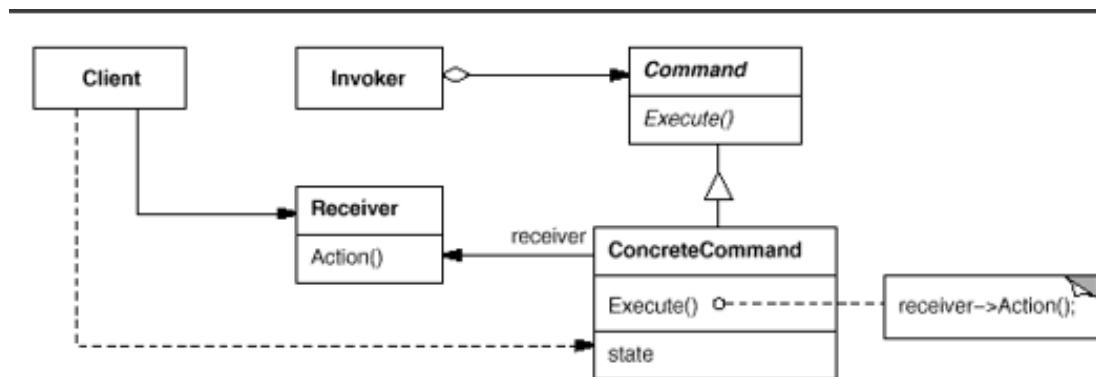 Client
Invoker
Command
Execute()
Receiver
Action()
receiver
ConcreteCommand
Execute()
state
receiver–>Action();